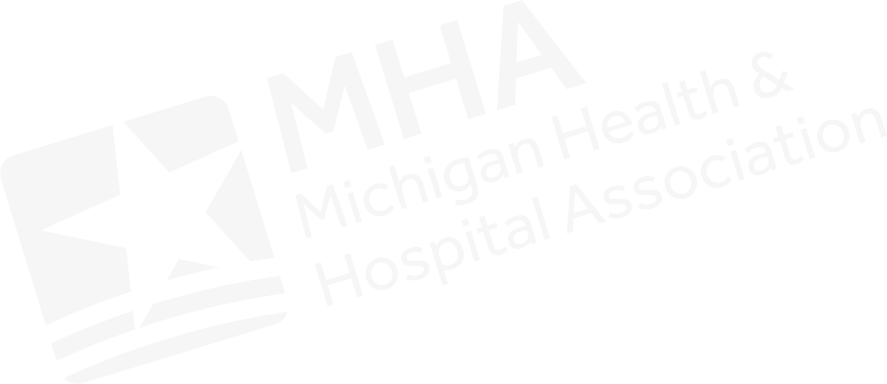 MHA
Michigan Health &
Hospital Association